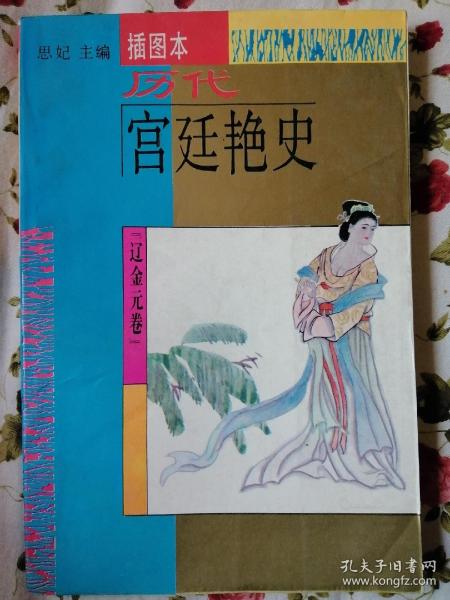 思妃 主编
插图本
历代
宫廷艳史
『辽金元卷』
孔夫子旧书网
www.kongfz.com